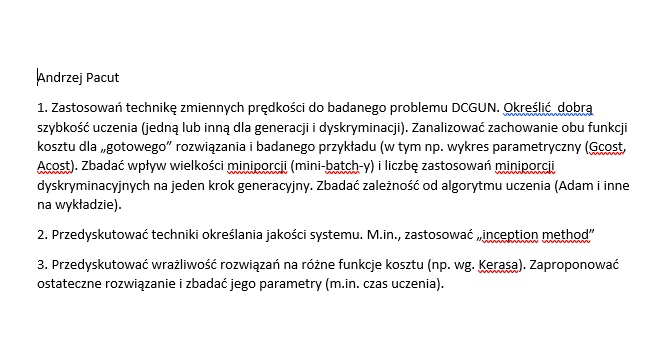 Andrzej Pacut
1. Zastosowań technikę zmiennych prędkości do badanego problemu DCGUN. Określić  dobrą
szybkość uczenia (jedną lub inną dla generacji i dyskryminacji). Zanalizować zachowanie obu funkcji
kosztu dla „gotowego” rozwiązania i badanego przykładu (w tym np. wykres parametryczny (Gcost,
Acost). Zbadać wpływ wielkości miniporcji (mini-batch-y) i liczbę zastosowań miniporcji
dyskryminacyjnych na jeden krok generacyjny. Zbadać zależność od algorytmu uczenia (Adam i inne
na wykładzie).
2. Przedyskutować techniki określania jakości systemu. M.in., zastosować „inception method”
3. Przedyskutować wrażliwość rozwiązań na różne funkcje kosztu (np. wg. Kerasa). Zaproponować
ostateczne rozwiązanie i zbadać jego parametry (m.in. czas uczenia).